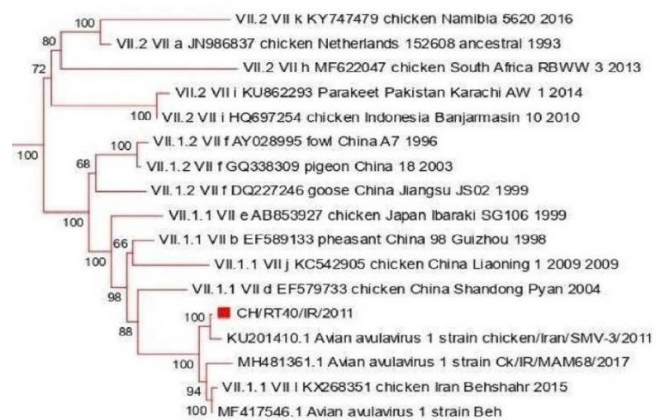 100 VII.2 VII k KY747479 chicken Namibia 5620 2016
80 VII.2 VII a JN986837 chicken Netherlands 152608 ancestral 1993
72 VII.2 VII h MF622047 chicken South Africa RBWW 3 2013
VII.2 VII i KU862293 Parakeet Pakistan Karachi AW 1 2014
100 VII.2 VII i HQ697254 chicken Indonesia Banjarmasin 10 2010
100 100 VII.1.2 VII f AY028995 fowl China A7 1996
68 VII.1.2 VII f GQ338309 pigeon China 18 2003
VII.1.2 VII f DQ227246 goose China Jiangsu JS02 1999
100 VII.1.1 VII e AB853927 chicken Japan Ibaraki SG106 1999
66 VII.1.1 VII b EF589133 pheasant China 98 Guizhou 1998
100 VII.1.1 VII j KC542905 chicken China Liaoning 1 2009 2009
98 VII.1.1 VII d EF579733 chicken China Shandong Pyan 2004
100 CH/RT40/IR/2011
88 KU201410.1 Avian avulavirus 1 strain chicken/Iran/SMV-3/2011
100 MH481361.1 Avian avulavirus 1 strain Ck/IR/MAM68/2017
94 VII.1.1 VII l KX268351 chicken Iran Behshahr 2015
100 MF417546.1 Avian avulavirus 1 strain Beh